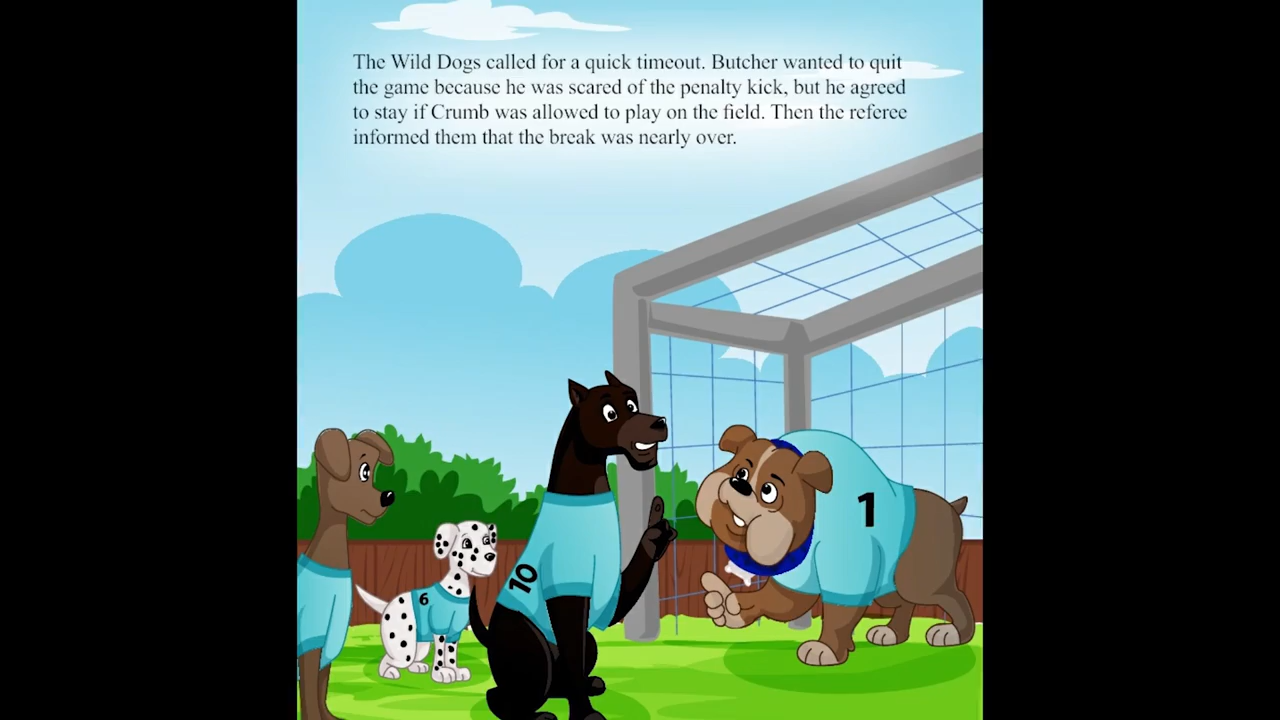 The Wild Dogs called for a quick timeout. Butcher wanted to quit
the game because he was scared of the penalty kick, but he agreed
to stay if Crumb was allowed to play on the field. Then the referee
informed them that the break was nearly over.
1
10
6